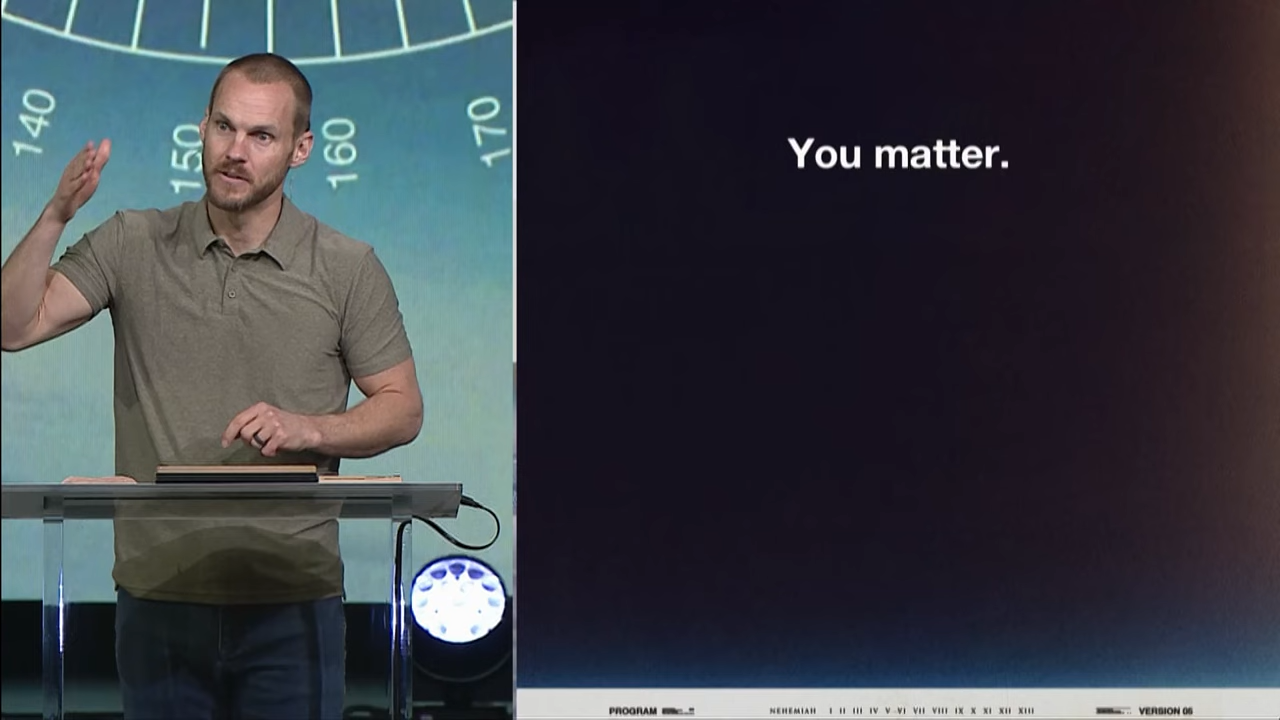 140
150
160
170
You matter.
PROGRAM
NEHEMIAH I II III IV V VI VII VIII IX X XI XII XIII
VERSION 06